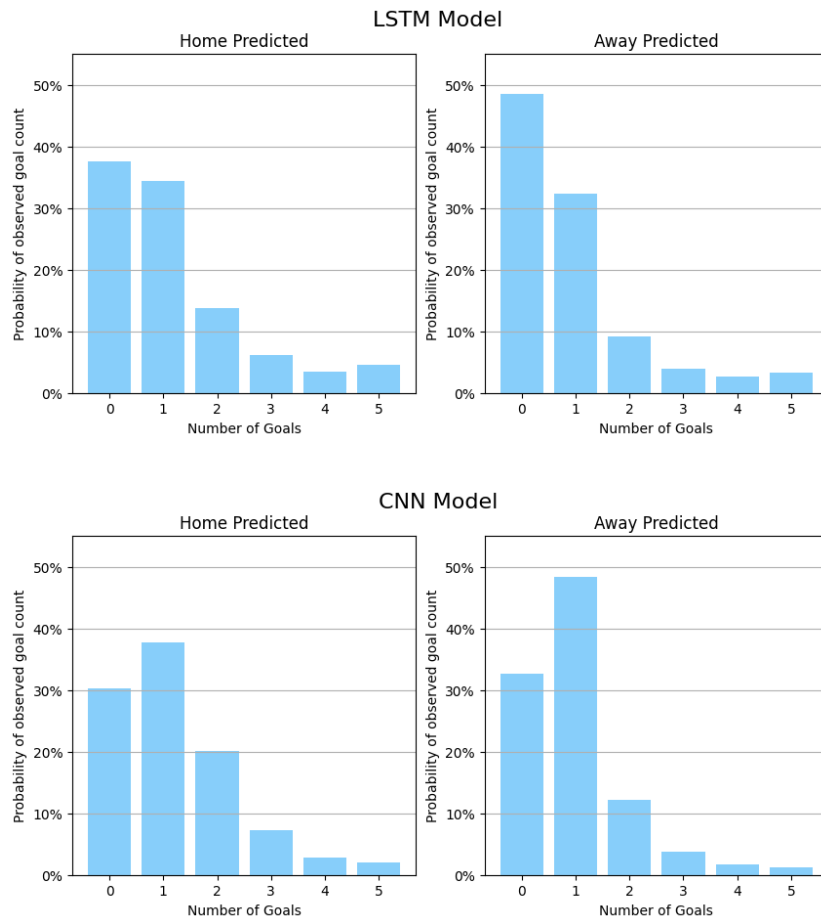 LSTM Model
Home Predicted
Probability of observed goal count
50%
40%
30%
20%
10%
0%
0 1 2 3 4 5
Number of Goals
Away Predicted
Probability of observed goal count
50%
40%
30%
20%
10%
0%
0 1 2 3 4 5
Number of Goals
CNN Model
Home Predicted
Probability of observed goal count
50%
40%
30%
20%
10%
0%
0 1 2 3 4 5
Number of Goals
Away Predicted
Probability of observed goal count
50%
40%
30%
20%
10%
0%
0 1 2 3 4 5
Number of Goals